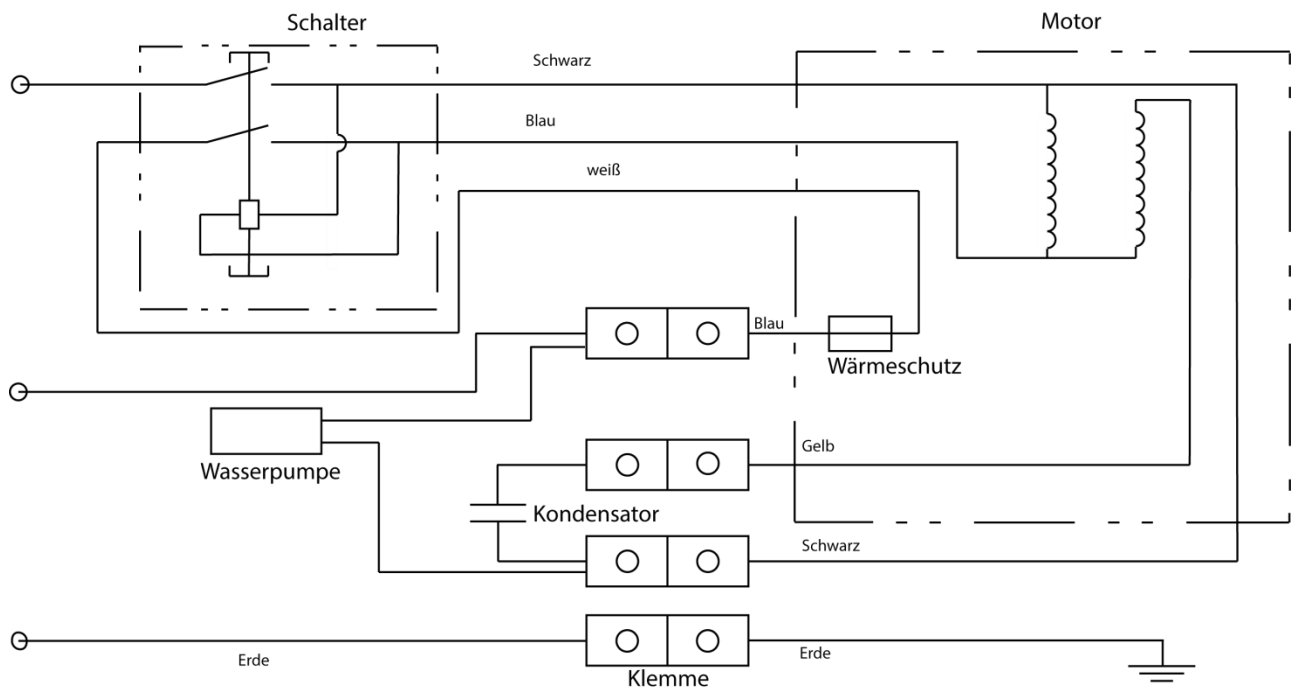 Schalter
Motor
Schwarz
Blau
weiß
Blau
Wärmeschutz
Wasserpumpe
Gelb
Kondensator
Schwarz
Erde
Erde
Klemme